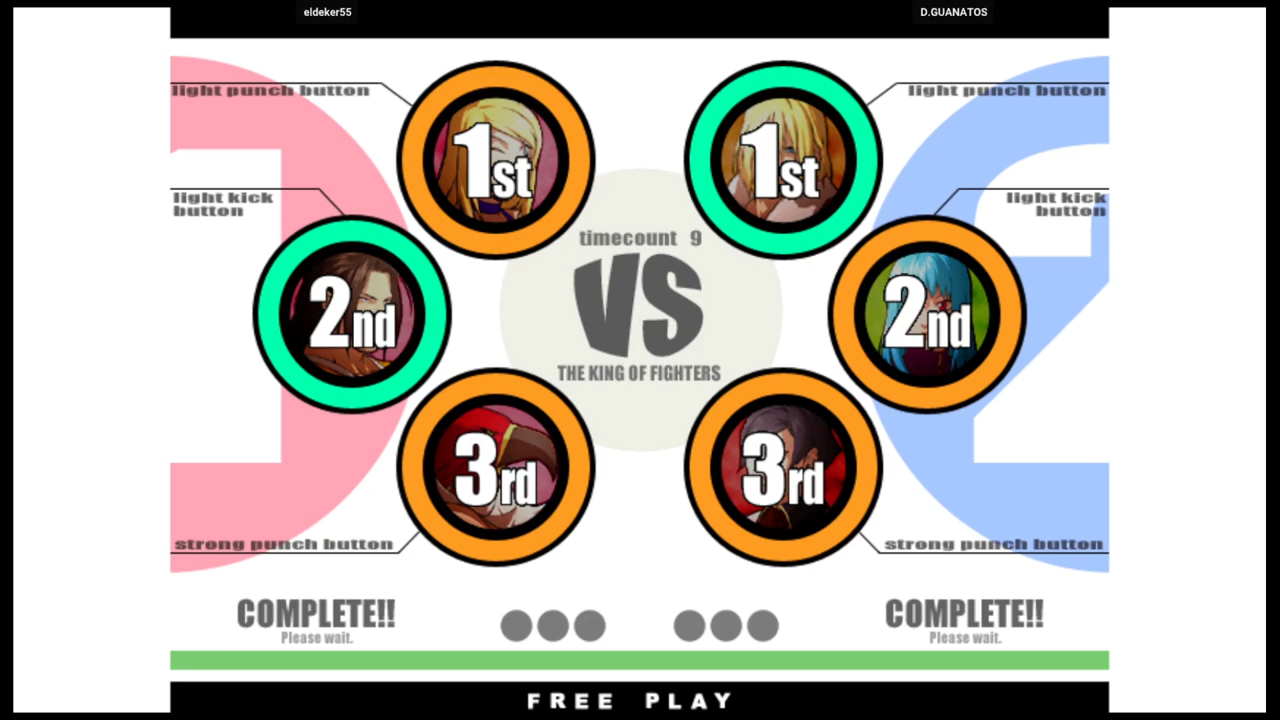 eldeker55
D.GUANATOS
light punch button
light punch button
1st
1st
light kick
button
light kick
button
timecount 9
VS
2nd
2nd
THE KING OF FIGHTERS
3rd
3rd
strong punch button
strong punch button
COMPLETE!!
Please wait.
COMPLETE!!
Please wait.
FREE PLAY